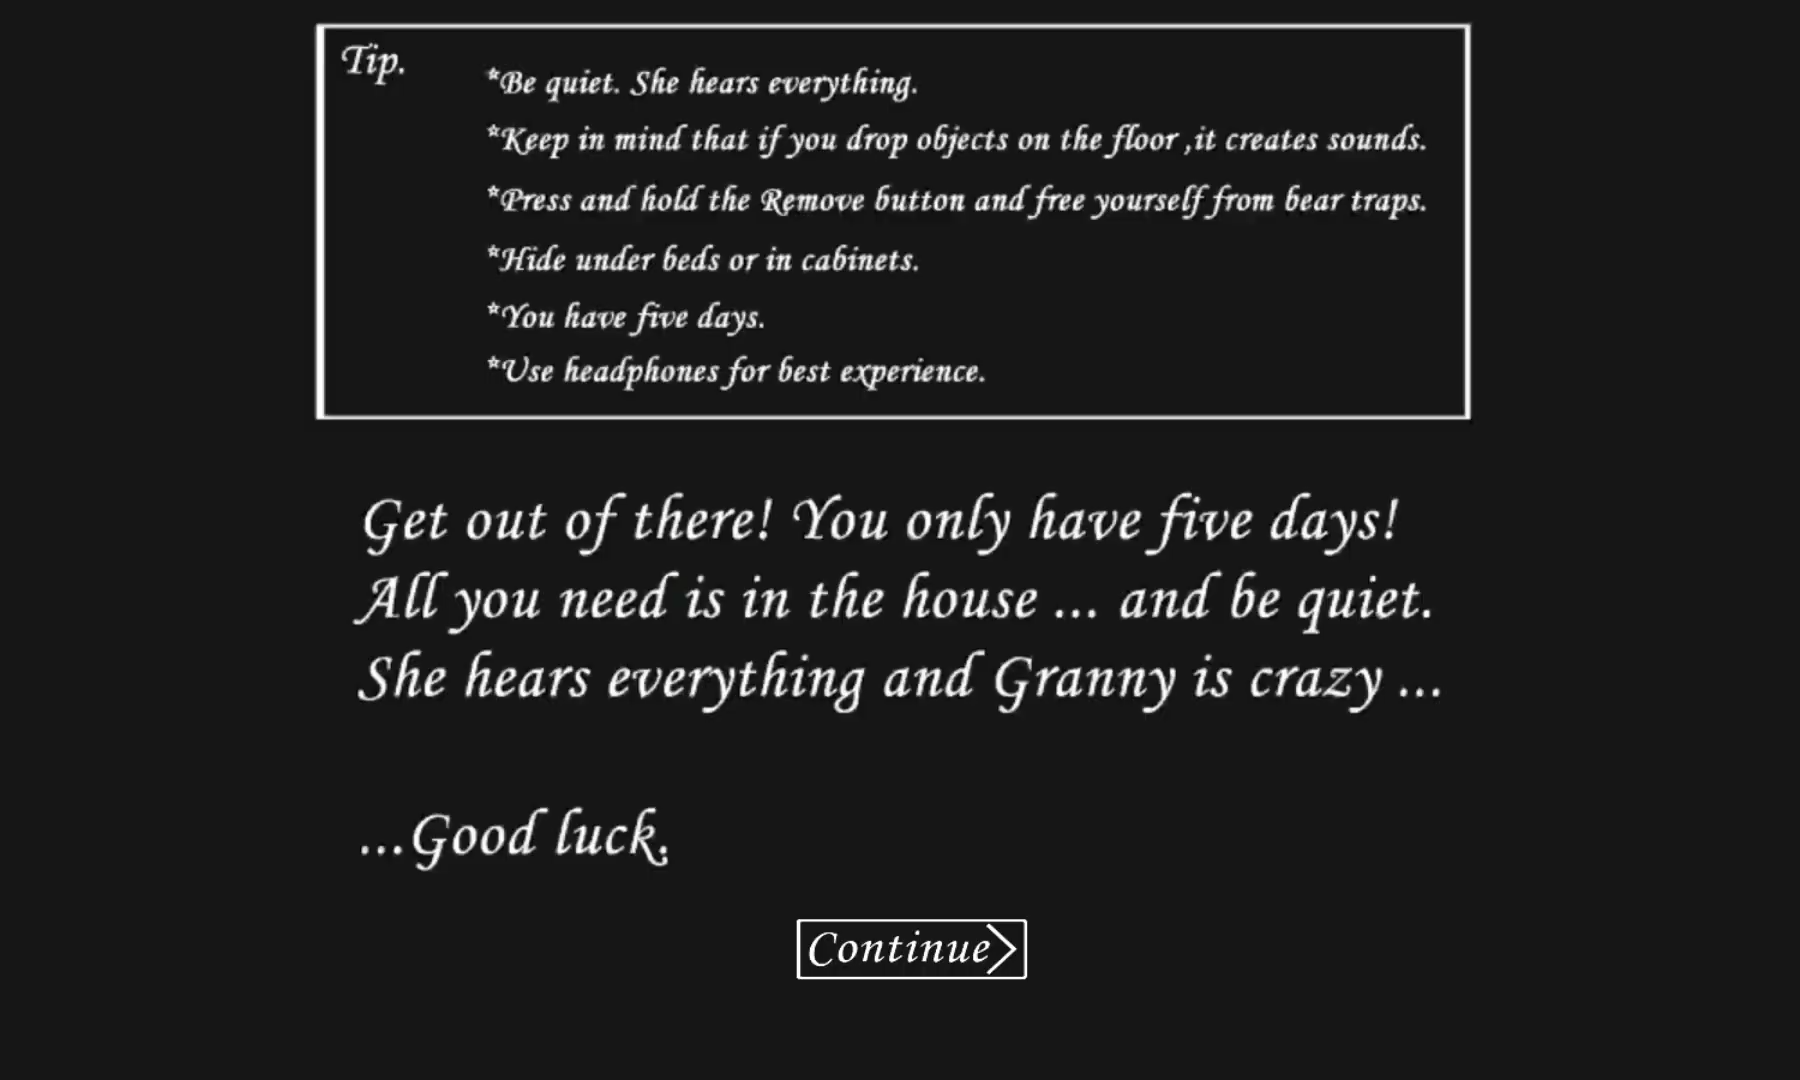 Tip.
*Be quiet. She hears everything.
*Keep in mind that if you drop objects on the floor ,it creates sounds.
*Press and hold the Remove button and free yourself from bear traps.
*Hide under beds or in cabinets.
*You have five days.
*Use headphones for best experience.
Get out of there! You only have five days!
All you need is in the house ... and be quiet.
She hears everything and Granny is crazy ...
...Good luck.
Continue>